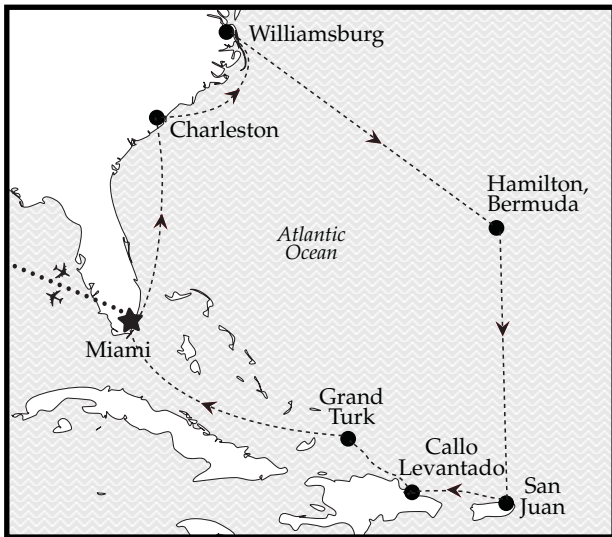 Williamsburg
Charleston
Hamilton,
Bermuda
Atlantic
Ocean
Miami
Grand
Turk
Callo
Levantado
San
Juan